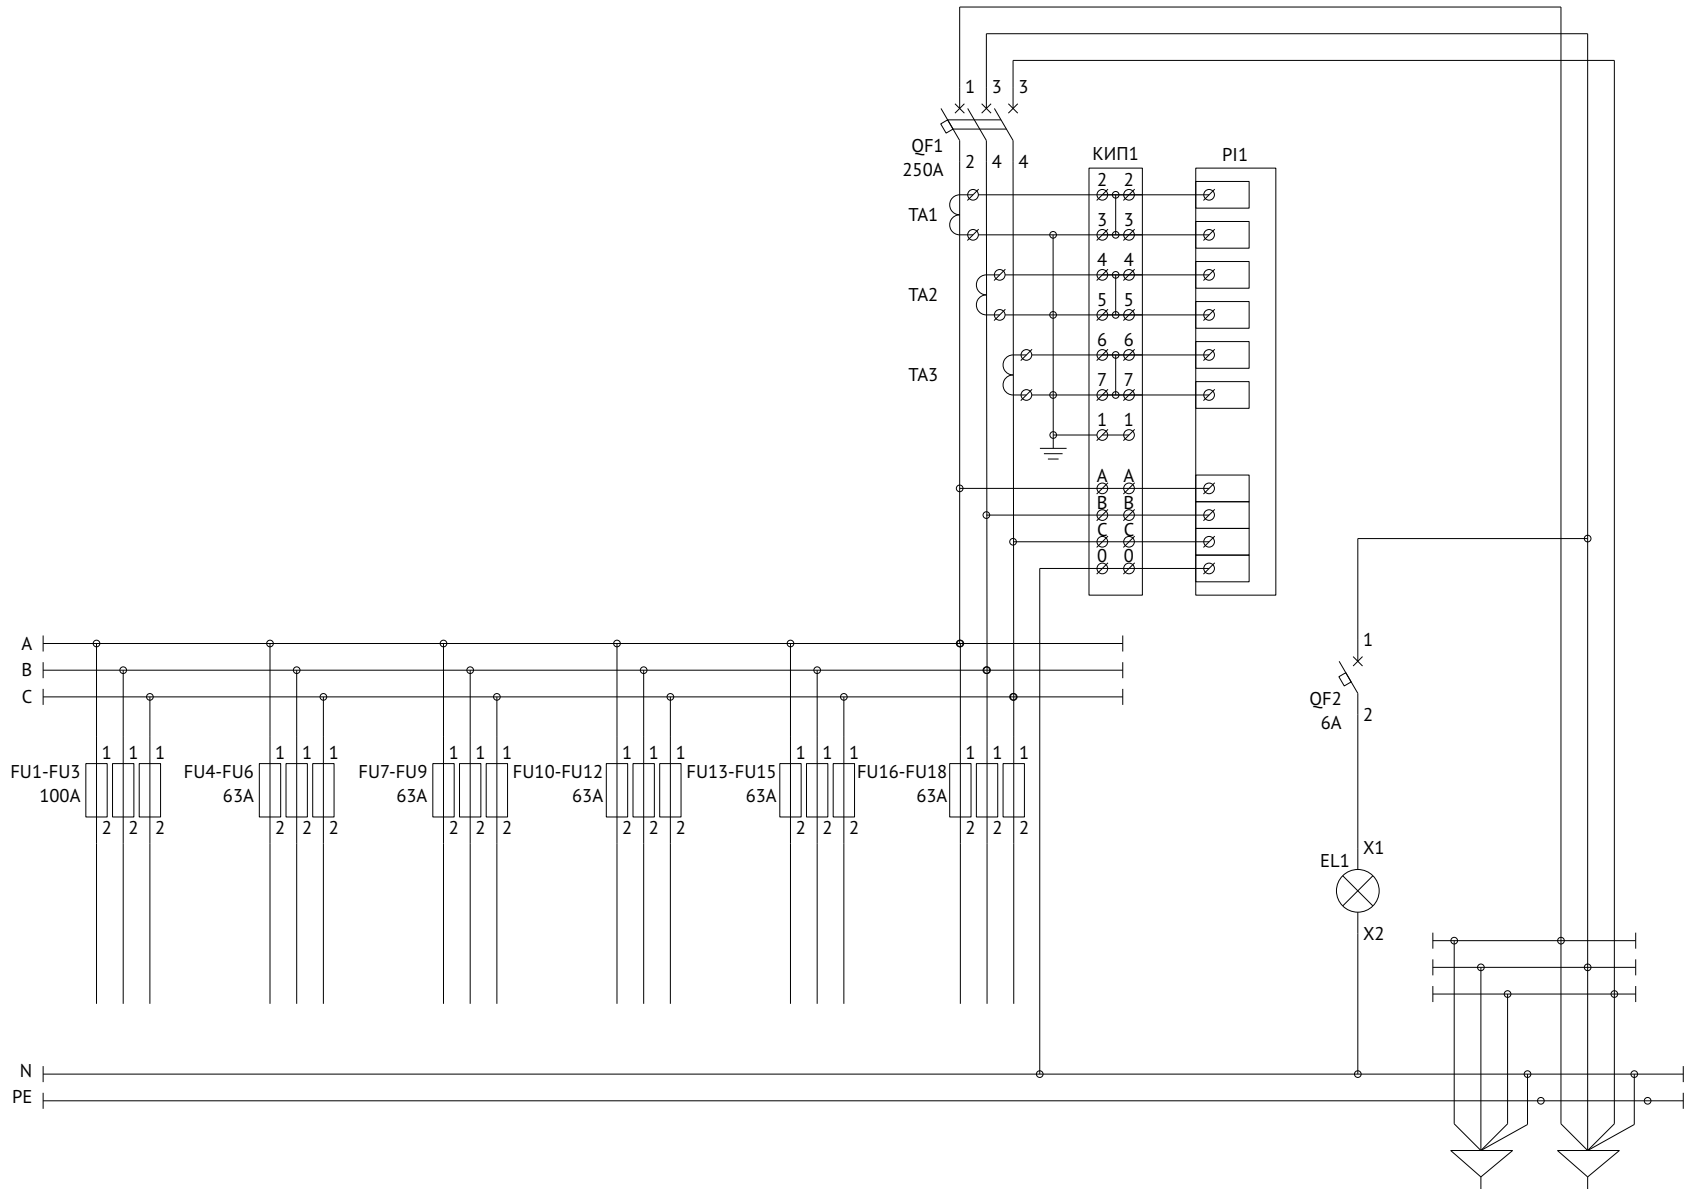 1 3 3
QF1
250A
2 4 4
КИП1
PI1
2 2
TA1
3 3
4 4
TA2
5 5
6 6
TA3
7 7
1 1
A A
B B
C C
0 0
A
B
C
1
QF2
6A
2
1 1 1 1 1 1 1 1 1 1 1 1 1 1 1 1 1 1
FU1-FU3 FU4-FU6 FU7-FU9 FU10-FU12 FU13-FU15 FU16-FU18
100A 63A 63A 63A 63A 63A
2 2 2 2 2 2 2 2 2 2 2 2 2 2 2 2 2 2
X1
EL1
X2
N
PE